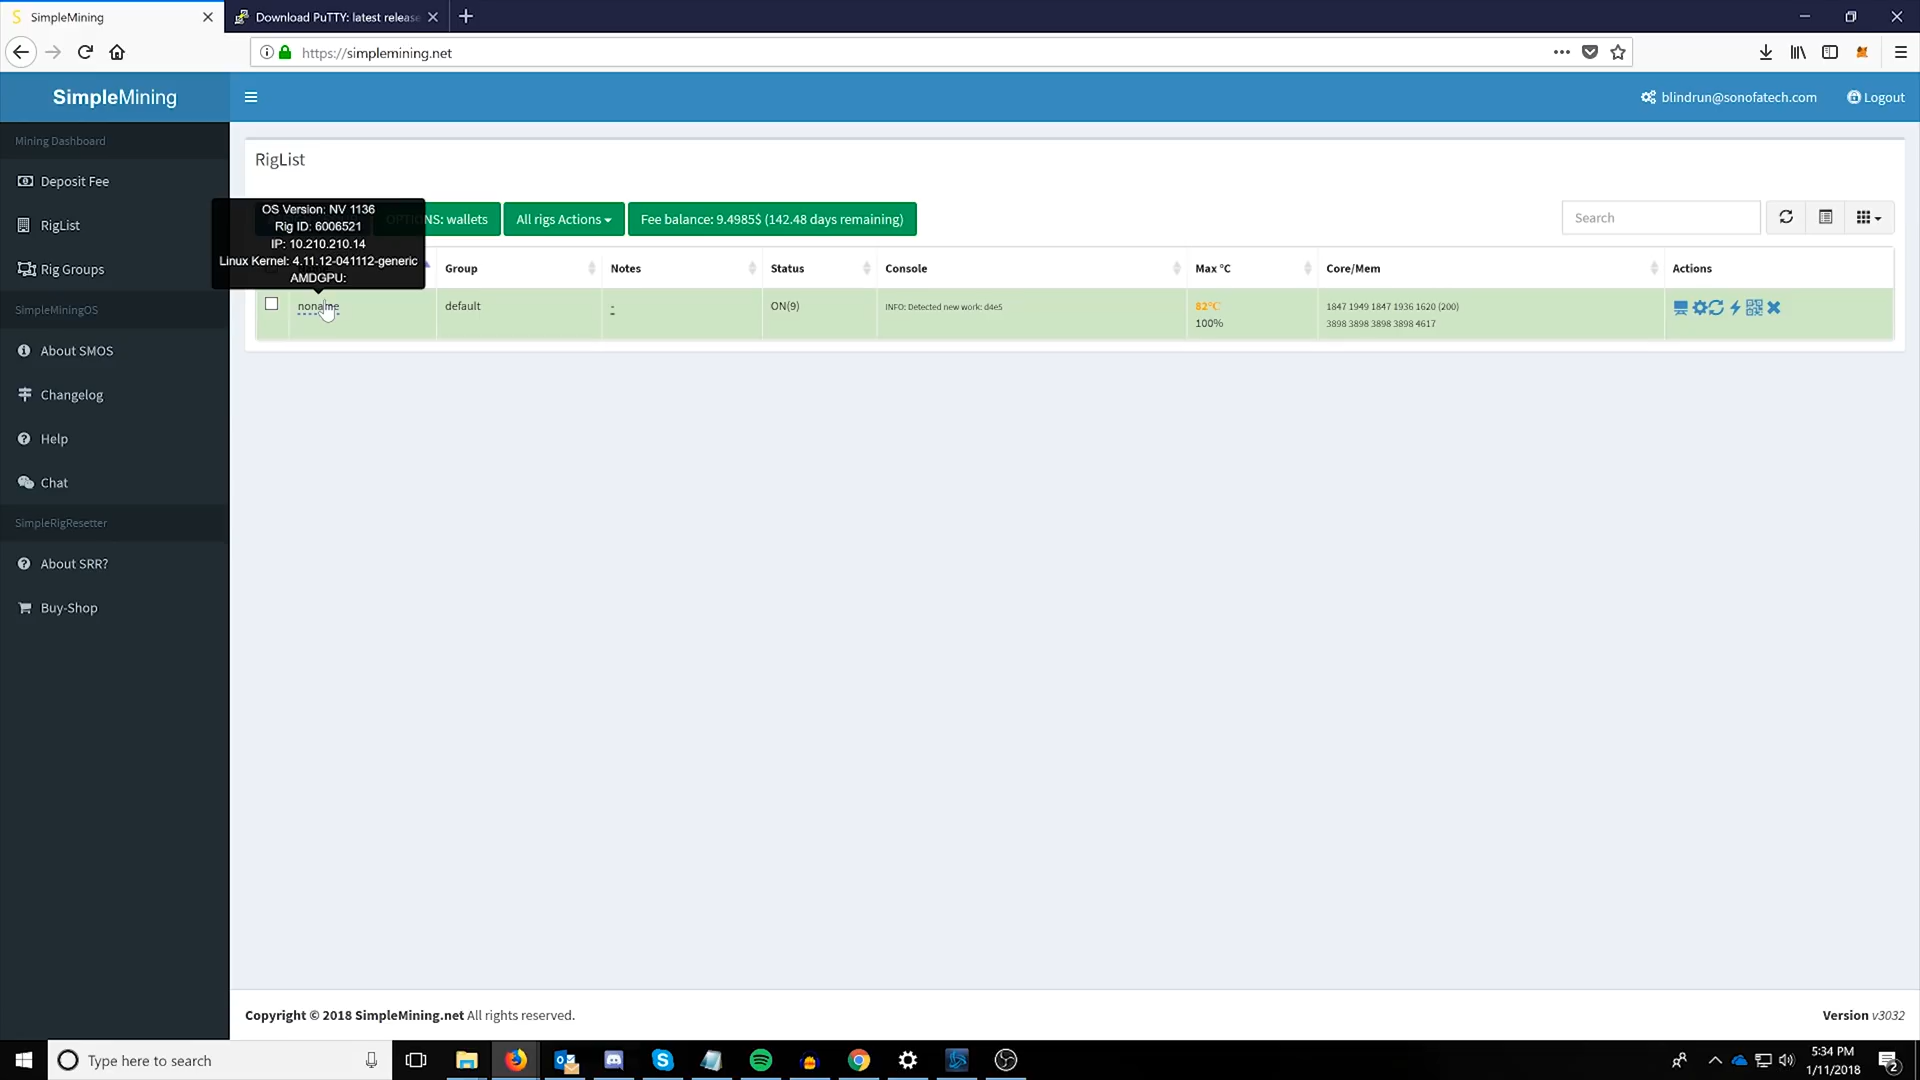 SimpleMining
Download PuTTY: latest release
https://simplemining.net
SimpleMining
blindrun@sonofatech.com
Logout
Mining Dashboard
Deposit Fee
RigList
Rig Groups
SimpleMiningOS
About SMOS
Changelog
Help
Chat
SimpleRigResetter
About SRR?
Buy-Shop
RigList
OS Version: NV 1136
Rig ID: 6006521
IP: 10.210.210.14
Linux Kernel: 4.11.12-041112-generic
AMDGPU:
OPTIONS: wallets
All rigs Actions
Fee balance: 9.4985$ (142.48 days remaining)
Search
Group Notes Status Console Max °C Core/Mem Actions
noname default - ON(9) INFO: Detected new work: d4e5 82°C 1847 1949 1847 1936 1620 (200)
100% 3898 3898 3898 3898 4617
Copyright © 2018 SimpleMining.net All rights reserved.
Version v3032
Type here to search
5:34 PM
1/11/2018
2